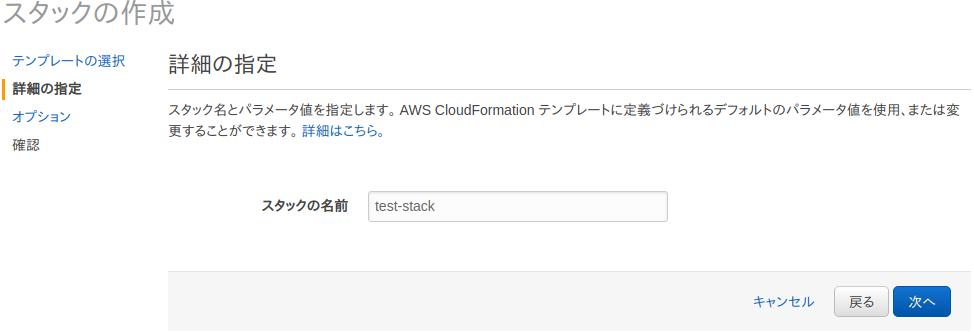 スタックの作成
テンプレートの選択
詳細の指定
オプション
確認
詳細の指定
スタック名とパラメータ値を指定します。AWS CloudFormation テンプレートに定義づけられるデフォルトのパラメータ値を使用、または変
更することができます。詳細はこちら。
スタックの名前 test-stack
キャンセル 戻る 次へ